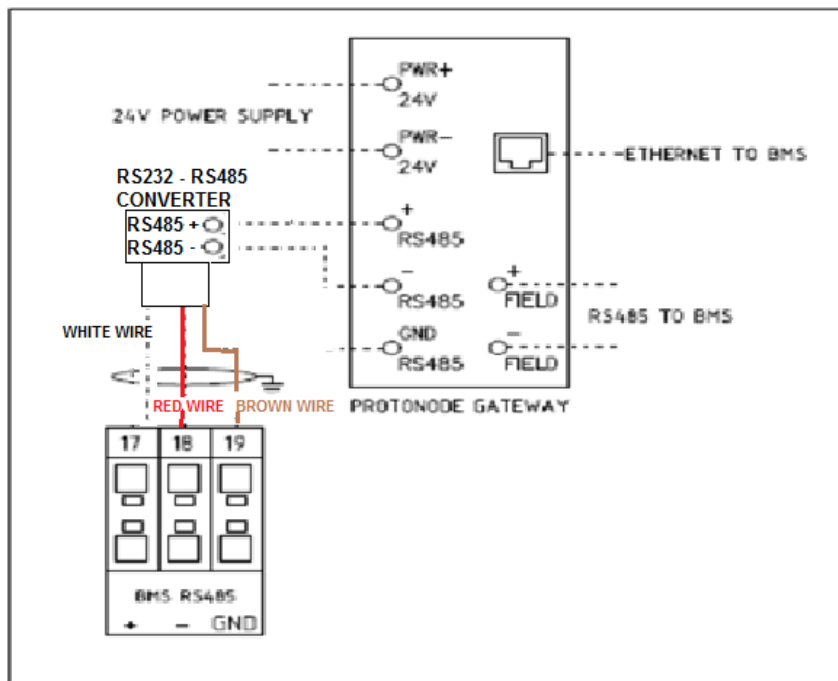 PWR+
24V
24V POWER SUPPLY
PWR-
24V
ETHERNET TO BMS
RS232 - RS485
CONVERTER
RS485 +
RS485 -
+
RS485
-
RS485
+
FIELD
RS485 TO BMS
GND
RS485
-
FIELD
WHITE WIRE
RED WIRE
BROWN WIRE
PROTONODE GATEWAY
17
18
19
BMS RS485
+
-
GND